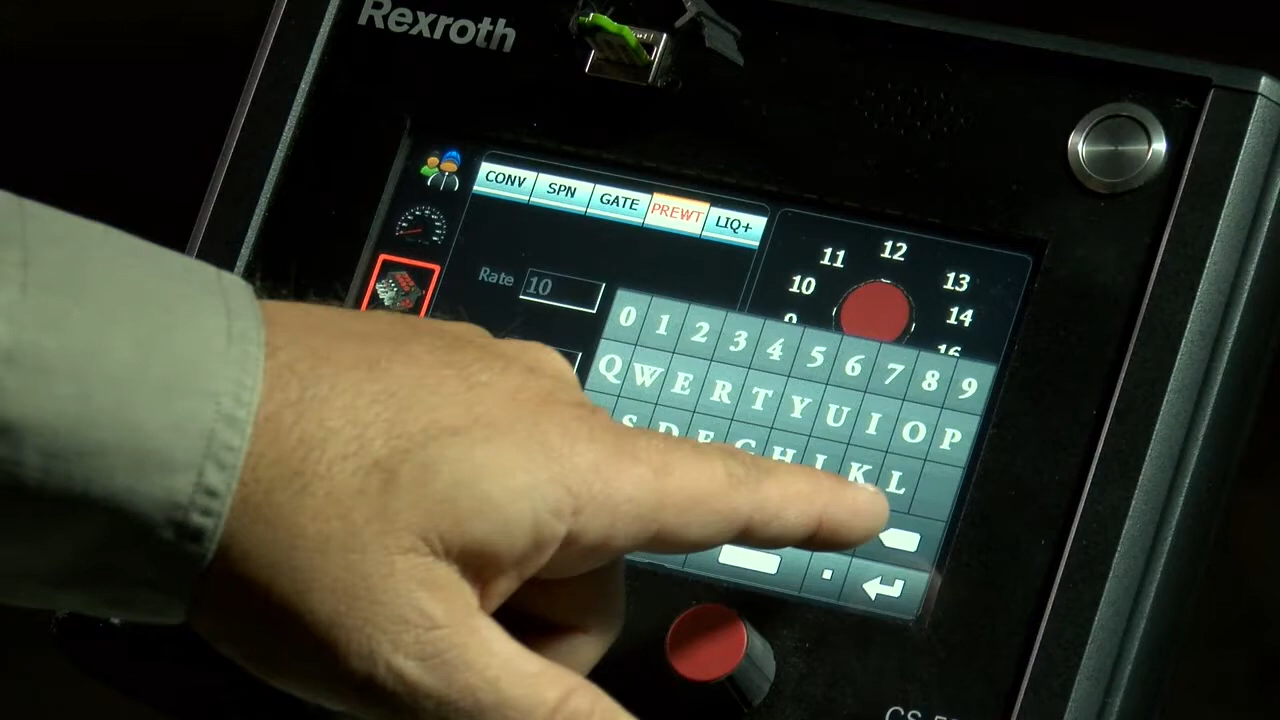 Rexroth
CONV SPN GATE PREWT LIQ+
11 12 13
10 14
Rate 10
0 1 2 3 4 5 6 7 8 9
Q W E R T Y U I O P
S D F G H J K L
.